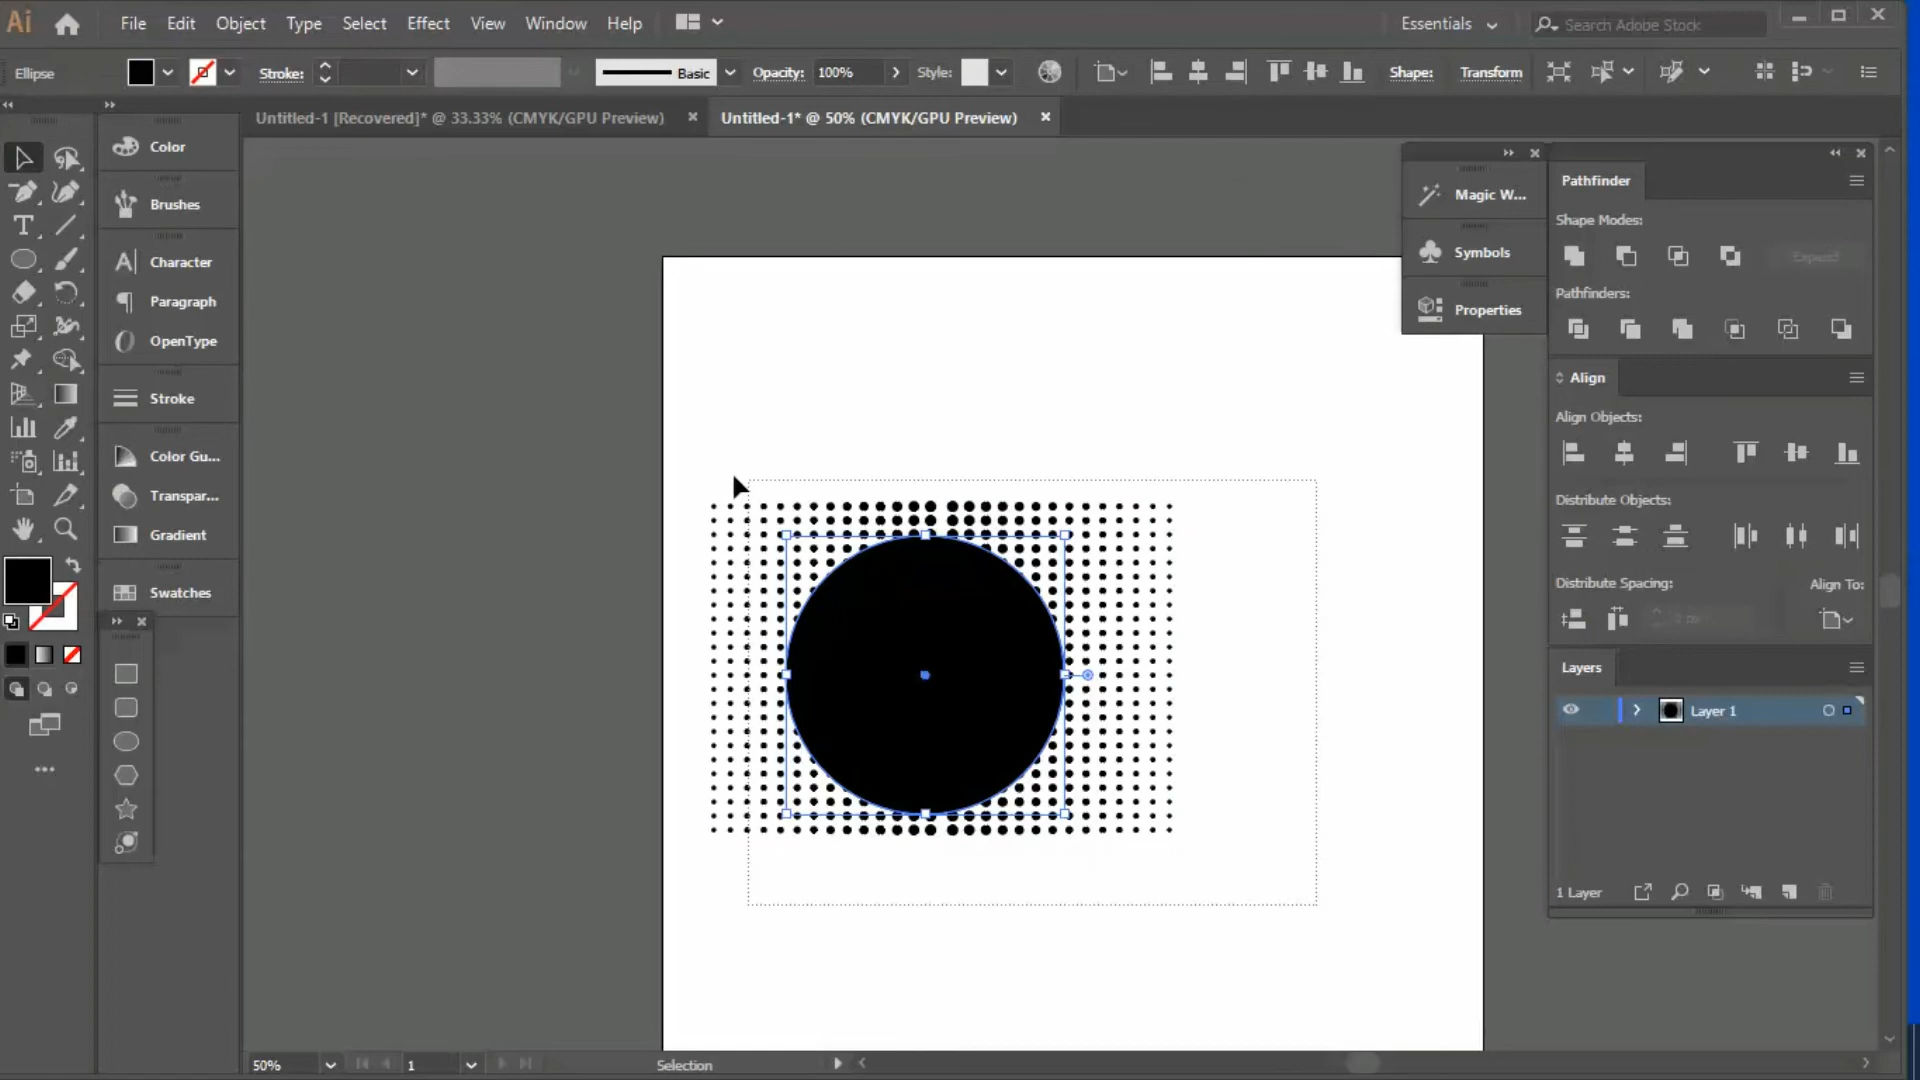 Ai File Edit Object Type Select Effect View Window Help Essentials Search Adobe Stock
Ellipse Stroke: Basic Opacity: 100% Style: Shape: Transform
Untitled-1 [Recovered]* @ 33.33% (CMYK/GPU Preview) Untitled-1* @ 50% (CMYK/GPU Preview)
Color
Brushes
Character
Paragraph
OpenType
Stroke
Color Gu...
Transpar...
Gradient
Swatches
Magic W...
Symbols
Properties
Pathfinder
Shape Modes:
Expand
Pathfinders:
Align
Align Objects:
Distribute Objects:
Distribute Spacing: Align To:
Layers
Layer 1
1 Layer
50% 1 Selection